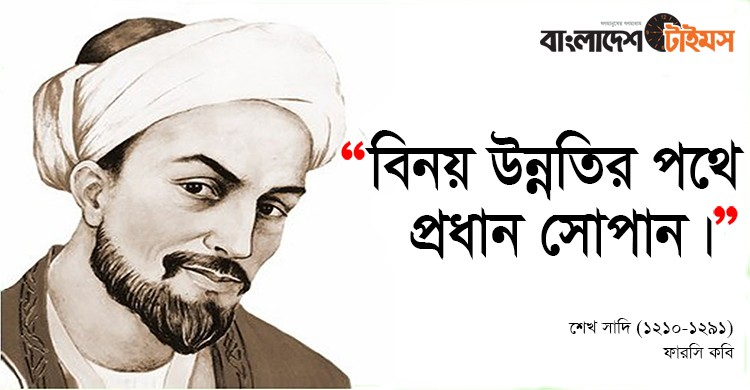 বাংলাদেশ টাইমস
“বিনয় উন্নতির পথে
প্রধান সোপান।”
শেখ সাদি (১২১০-১২৯১)
ফারসি কবি